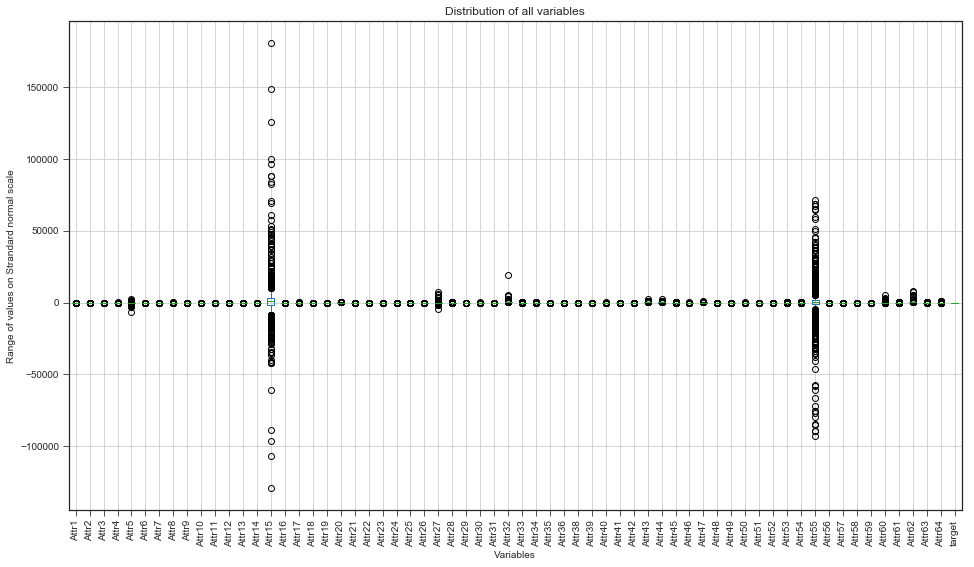 Distribution of all variables
Range of values on Strandard normal scale
150000
100000
50000
0
−50000
−100000
Attr1
Attr2
Attr3
Attr4
Attr5
Attr6
Attr7
Attr8
Attr9
Attr10
Attr11
Attr12
Attr13
Attr14
Attr15
Attr16
Attr17
Attr18
Attr19
Attr20
Attr21
Attr22
Attr23
Attr24
Attr25
Attr26
Attr27
Attr28
Attr29
Attr30
Attr31
Attr32
Attr33
Attr34
Attr35
Attr36
Attr38
Attr39
Attr40
Attr41
Attr42
Attr43
Attr44
Attr45
Attr46
Attr47
Attr48
Attr49
Attr50
Attr51
Attr52
Attr53
Attr54
Attr55
Attr56
Attr57
Attr58
Attr59
Attr60
Attr61
Attr62
Attr63
Attr64
target
Variables